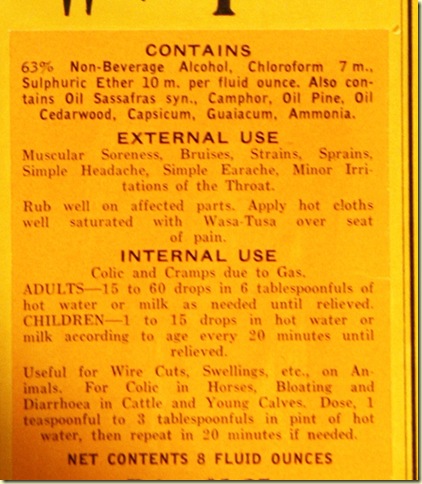 CONTAINS
63% Non-Beverage Alcohol, Chloroform 7 m.,
Sulphuric Ether 10 m. per fluid ounce. Also con-
tains Oil Sassafras syn., Camphor, Oil Pine, Oil
Cedarwood, Capsicum, Guaiacum, Ammonia.
EXTERNAL USE
Muscular Soreness, Bruises, Strains, Sprains,
Simple Headache, Simple Earache, Minor Irri-
tations of the Throat.
Rub well on affected parts. Apply hot cloths
well saturated with Wasa-Tusa over seat
of pain.
INTERNAL USE
Colic and Cramps due to Gas.
ADULTS—15 to 60 drops in 6 tablespoonfuls of
hot water or milk as needed until relieved.
CHILDREN—1 to 15 drops in hot water or
milk according to age every 20 minutes until
relieved.
Useful for Wire Cuts, Swellings, etc., on An-
imals. For Colic in Horses, Bloating and
Diarrhoea in Cattle and Young Calves. Dose, 1
teaspoonful to 3 tablespoonfuls in pint of hot
water, then repeat in 20 minutes if needed.
NET CONTENTS 8 FLUID OUNCES